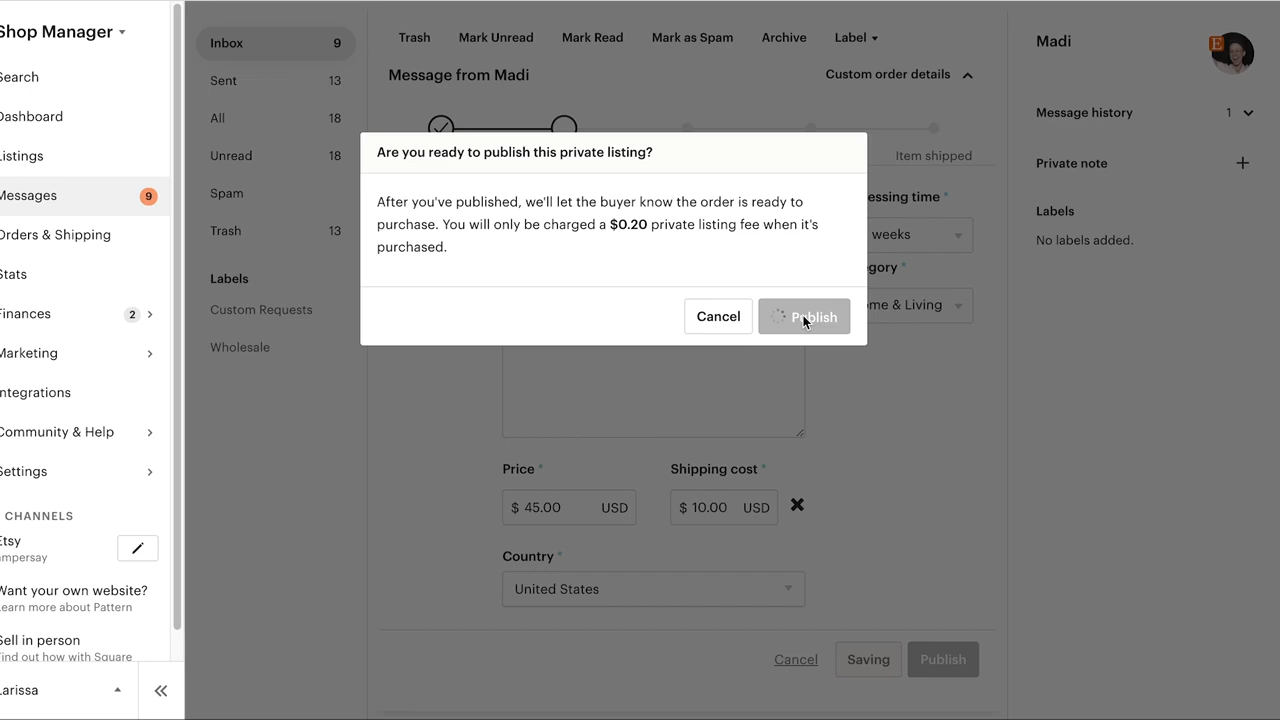 Shop Manager
Search
Dashboard
Listings
Messages 9
Orders & Shipping
Stats
Finances 2
Marketing
Integrations
Community & Help
Settings
CHANNELS
Etsy
ampersay
Want your own website?
Learn more about Pattern
Sell in person
Find out how with Square
Larissa
Inbox 9
Sent 13
All 18
Unread 18
Spam
Trash 13
Labels
Custom Requests
Wholesale
Trash Mark Unread Mark Read Mark as Spam Archive Label
Message from Madi Custom order details
Item shipped
Are you ready to publish this private listing?
After you've published, we'll let the buyer know the order is ready to
purchase. You will only be charged a $0.20 private listing fee when it's
purchased.
Cancel Publish
essing time *
weeks
egory *
me & Living
Price * Shipping cost *
$ 45.00 USD $ 10.00 USD
Country *
United States
Cancel Saving Publish
Madi
E
Message history 1
Private note
Labels
No labels added.